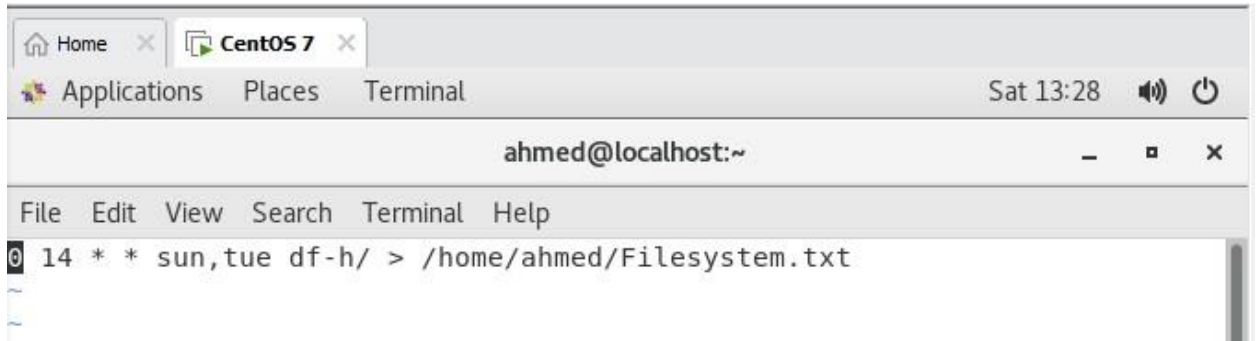 Home × CentOS 7 ×
Applications Places Terminal Sat 13:28
ahmed@localhost:~
File Edit View Search Terminal Help
0 14 * * sun,tue df-h/ > /home/ahmed/Filesystem.txt
~
~